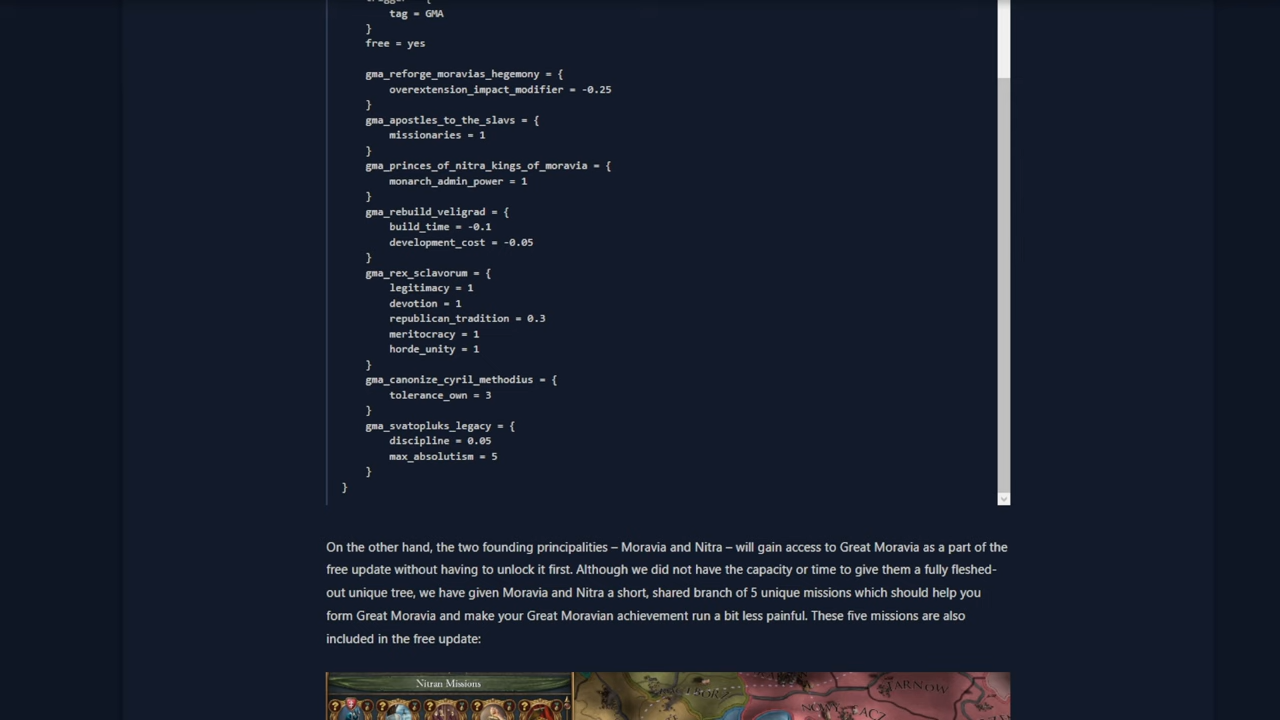 tag = GMA
}
free = yes
gma_reforge_moravias_hegemony = {
overextension_impact_modifier = -0.25
}
gma_apostles_to_the_slavs = {
missionaries = 1
}
gma_princes_of_nitra_kings_of_moravia = {
monarch_admin_power = 1
}
gma_rebuild_veligrad = {
build_time = -0.1
development_cost = -0.05
}
gma_rex_sclavorum = {
legitimacy = 1
devotion = 1
republican_tradition = 0.3
meritocracy = 1
horde_unity = 1
}
gma_canonize_cyril_methodius = {
tolerance_own = 3
}
gma_svatopluks_legacy = {
discipline = 0.05
max_absolutism = 5
}
}
On the other hand, the two founding principalities – Moravia and Nitra – will gain access to Great Moravia as a part of the
free update without having to unlock it first. Although we did not have the capacity or time to give them a fully fleshed-
out unique tree, we have given Moravia and Nitra a short, shared branch of 5 unique missions which should help you
form Great Moravia and make your Great Moravian achievement run a bit less painful. These five missions are also
included in the free update:
Nitran Missions
TARNOW